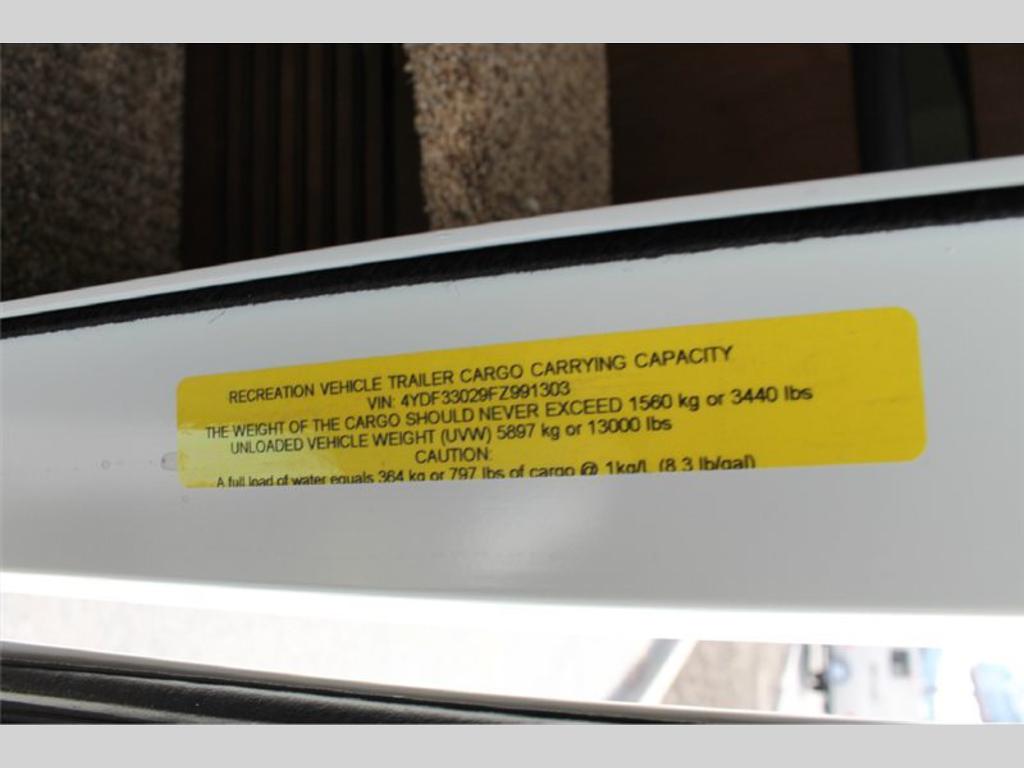 RECREATION VEHICLE TRAILER CARGO CARRYING CAPACITY
VIN: 4YDF33029FZ991303
THE WEIGHT OF THE CARGO SHOULD NEVER EXCEED 1560 kg or 3440 lbs
UNLOADED VEHICLE WEIGHT (UVW) 5897 kg or 13000 lbs
CAUTION:
A full load of water equals 364 kg or 797 lbs of cargo @ 1kg/L (8.3 lb/gal)